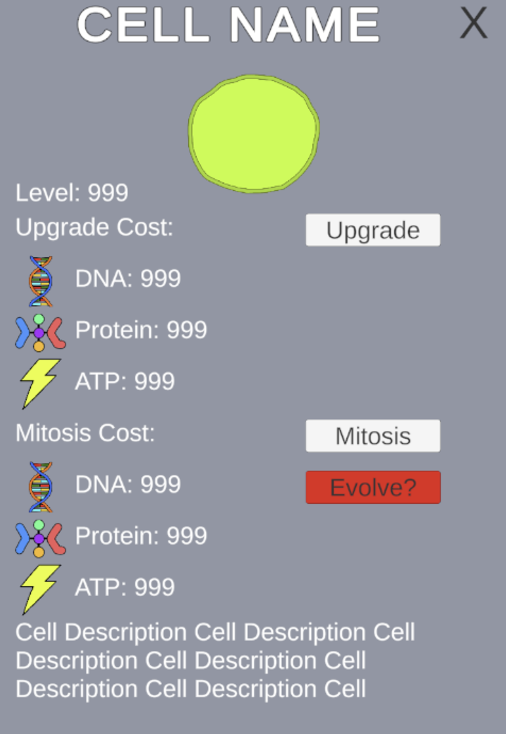 CELL NAME X
Level: 999
Upgrade Cost: Upgrade
DNA: 999
Protein: 999
ATP: 999
Mitosis Cost: Mitosis
DNA: 999 Evolve?
Protein: 999
ATP: 999
Cell Description Cell Description Cell
Description Cell Description Cell
Description Cell Description Cell